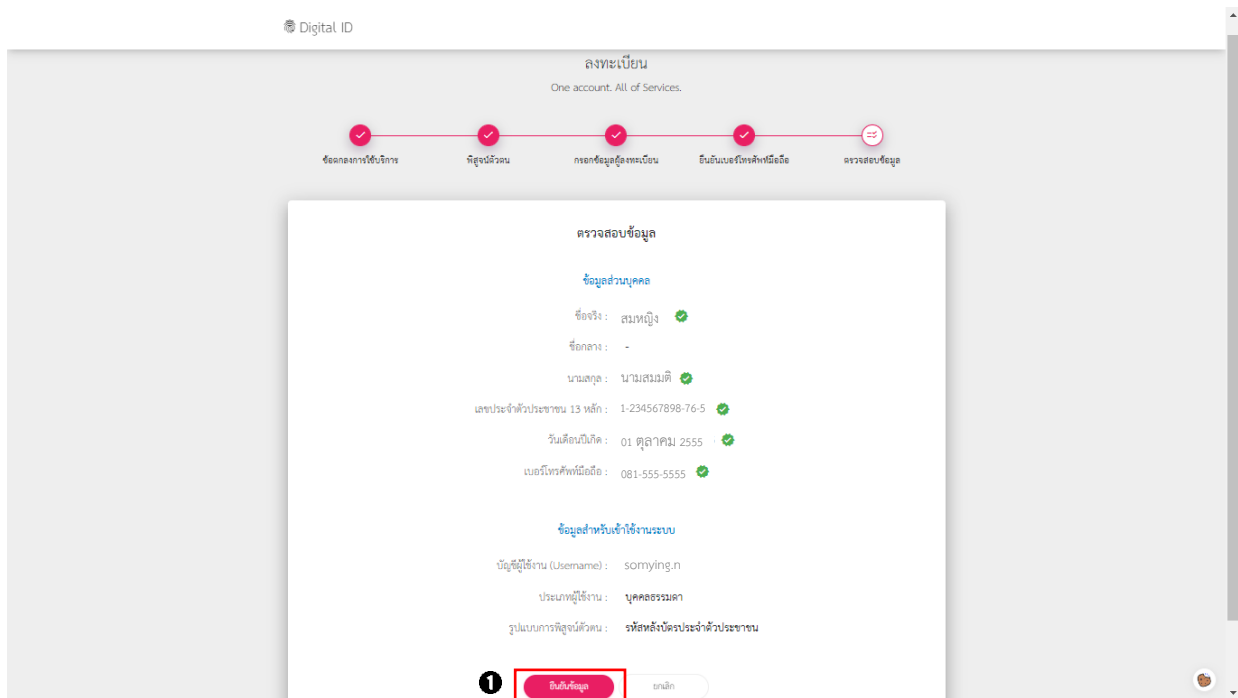 Digital ID
ลงทะเบียน
One account. All of Services.
ข้อตกลงการใช้บริการ
พิสูจน์ตัวตน
กรอกข้อมูลผู้ลงทะเบียน
ยืนยันเบอร์โทรศัพท์มือถือ
ตรวจสอบข้อมูล
ตรวจสอบข้อมูล
ข้อมูลส่วนบุคคล
ชื่อจริง : สมหญิง
ชื่อกลาง : -
นามสกุล : นามสมมติ
เลขประจำตัวประชาชน 13 หลัก : 1-234567898-76-5
วันเดือนปีเกิด : 01 ตุลาคม 2555
เบอร์โทรศัพท์มือถือ : 081-555-5555
ข้อมูลสำหรับเข้าใช้งานระบบ
บัญชีผู้ใช้งาน (Username) : somying.n
ประเภทผู้ใช้งาน : บุคคลธรรมดา
รูปแบบการพิสูจน์ตัวตน : รหัสหลังบัตรประจำตัวประชาชน
1 ยืนยันข้อมูล ยกเลิก